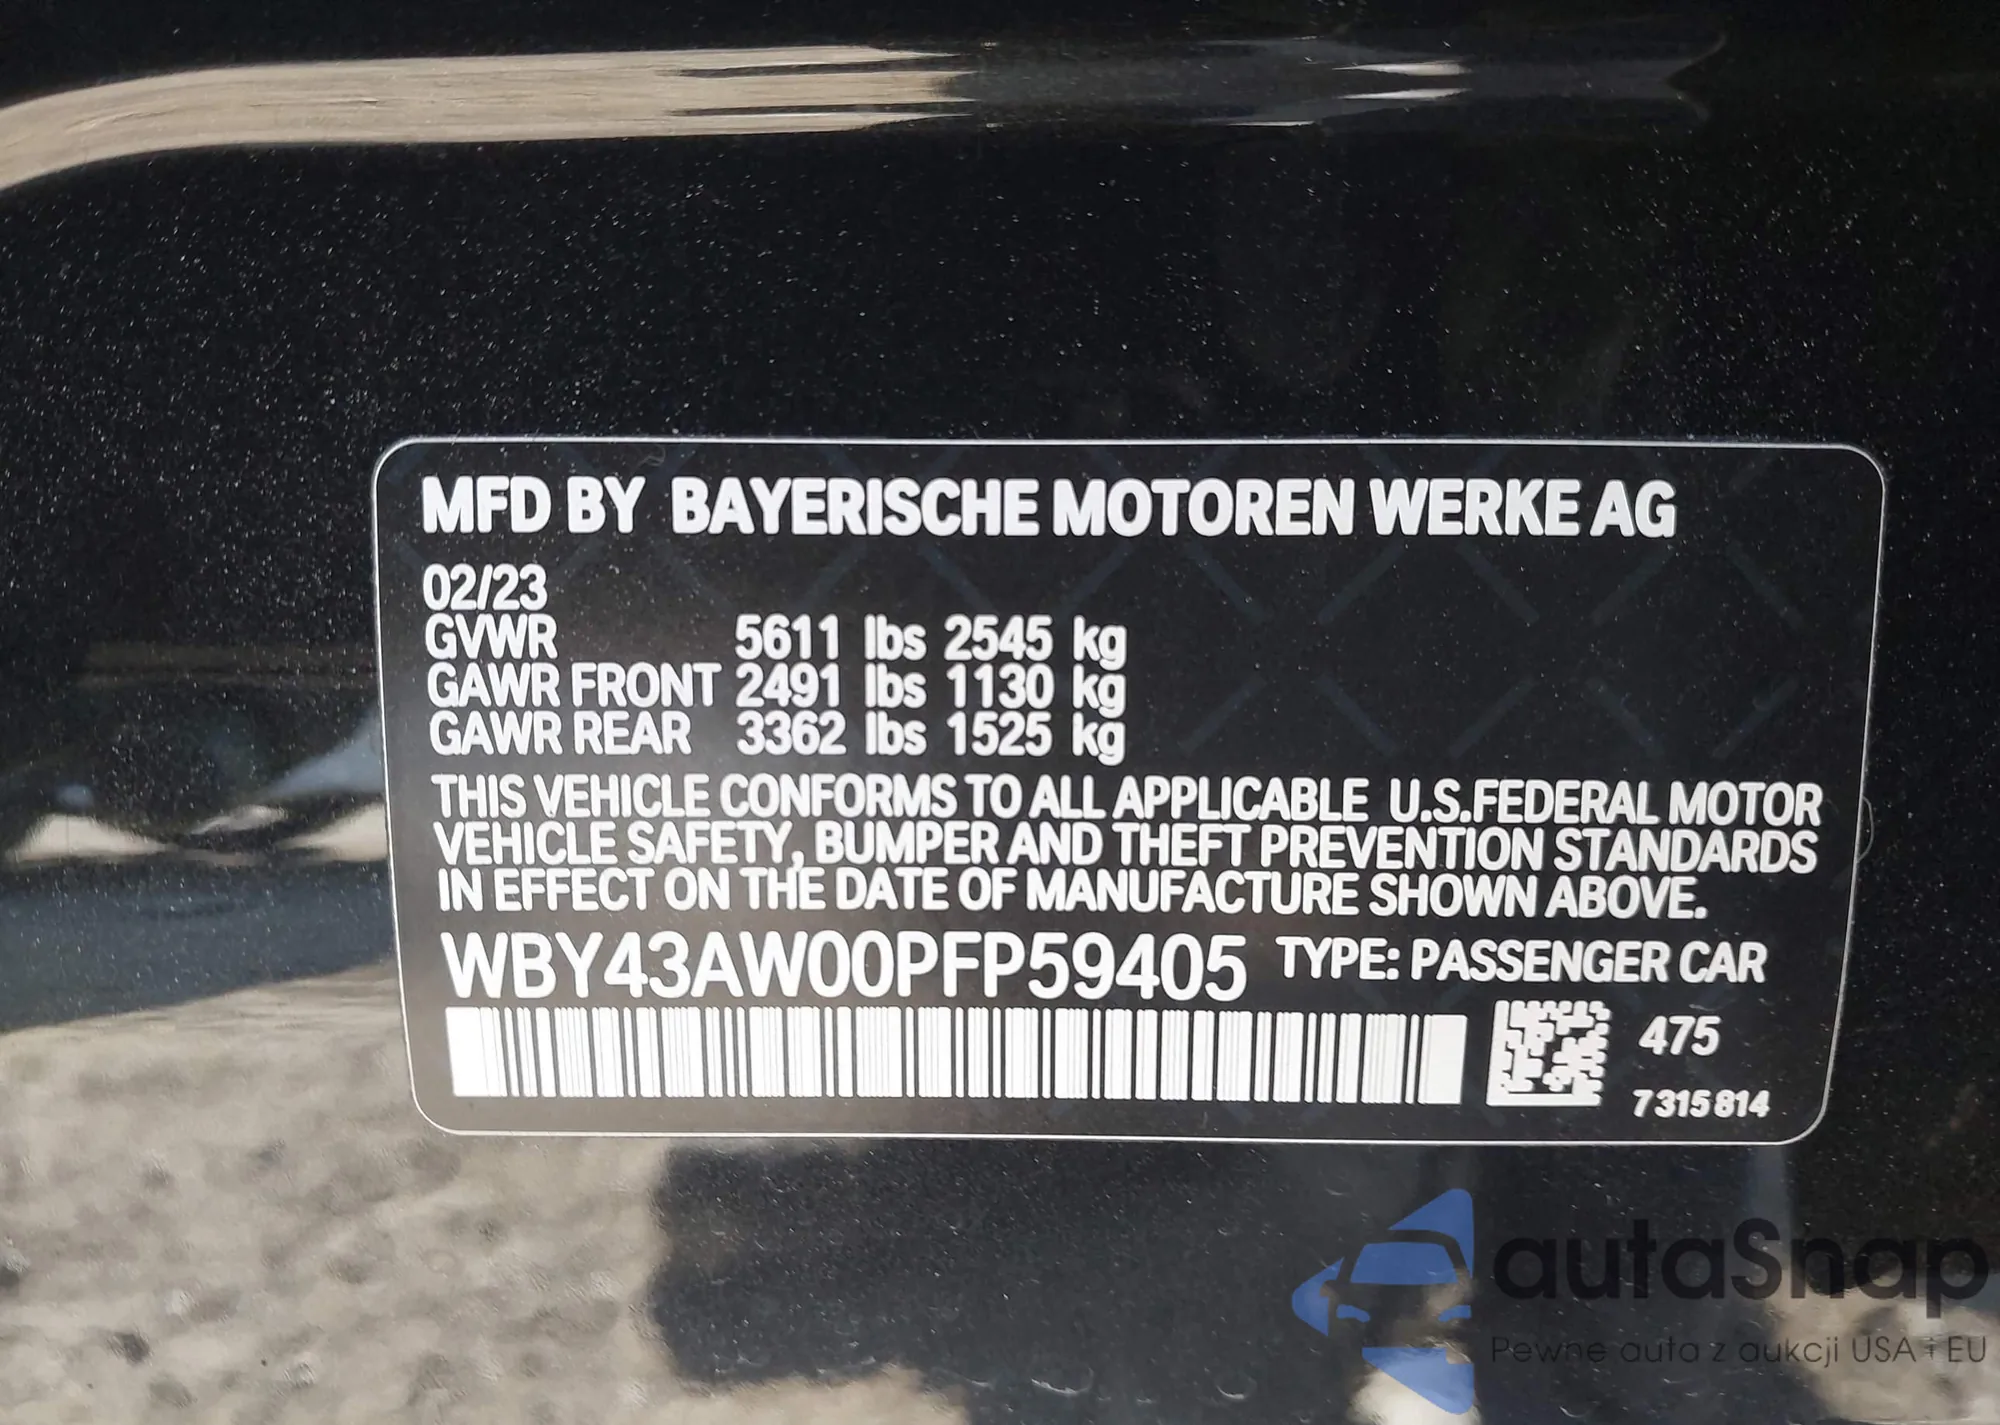 MFD BY BAYERISCHE MOTOREN WERKE AG
02/23
GVWR 5611 lbs 2545 kg
GAWR FRONT 2491 lbs 1130 kg
GAWR REAR 3362 lbs 1525 kg
THIS VEHICLE CONFORMS TO ALL APPLICABLE U.S.FEDERAL MOTOR
VEHICLE SAFETY, BUMPER AND THEFT PREVENTION STANDARDS
IN EFFECT ON THE DATE OF MANUFACTURE SHOWN ABOVE.
WBY43AW00PFP59405 TYPE: PASSENGER CAR
475
7315814
autaSnap
Pewne auta z aukcji USA i EU